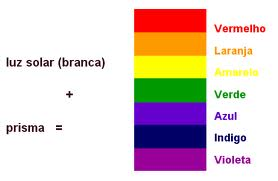 luz solar (branca)
+
prisma =
Vermelho
Laranja
Amarelo
Verde
Azul
Indigo
Violeta